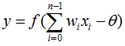 y = f(∑_{i=0}^{n-1} w_i x_i − θ)